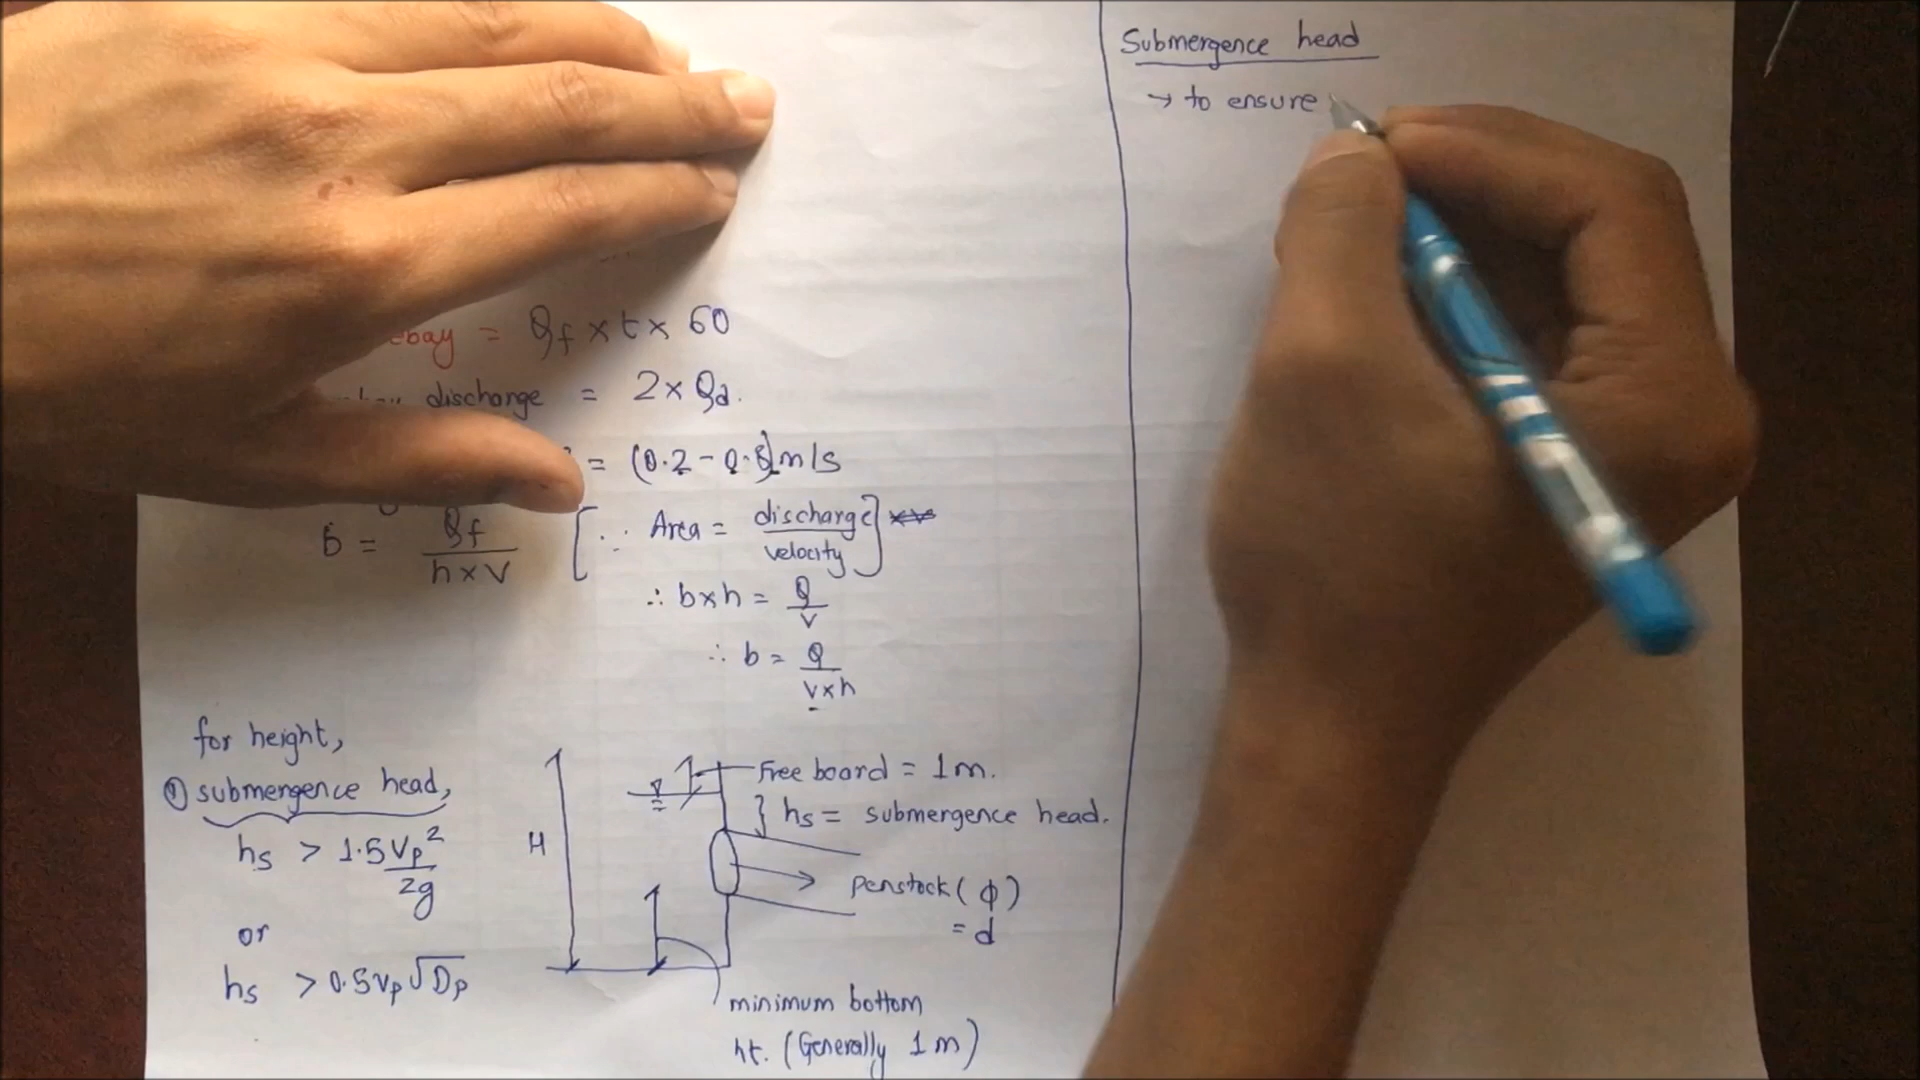 Submergence head
→ to ensure
ebay = Qf × t × 60
discharge = 2 × Qd.
= (0.2 - 0.5) m/s
b = Qf / h × v [∵ Area = discharge / velocity]
∴ b×h = Q / v
∴ b = Q / v×h
for height,
① submergence head,
hs > 1.5 Vp² / 2g
or
hs > 0.5 Vp √Dp
H
Free board = 1m.
} hs = submergence head.
penstock (φ)
= d
minimum bottom
ht. (Generally 1m)